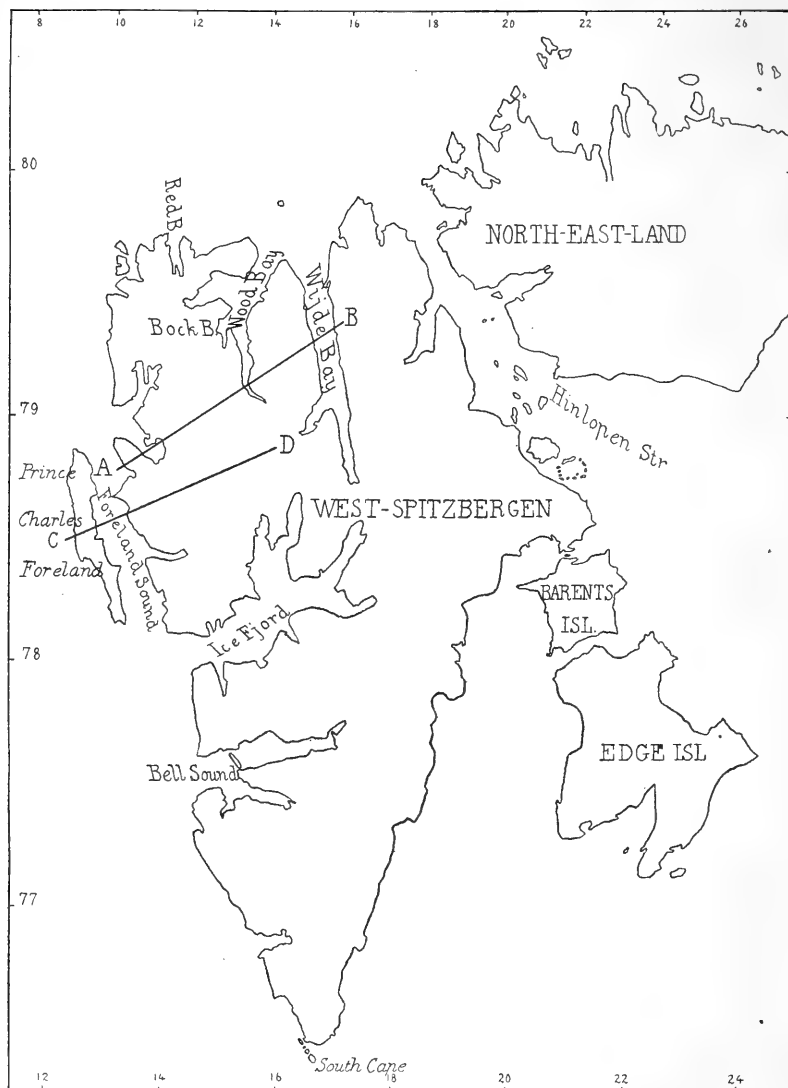 8 10 12 14 16 18 20 22 24 26
80
Red B.
NORTH-EAST-LAND
Wood Bay
Wijde Bay
Bock B.
B
79
Hinlopen Str
A
D
Prince
Foreland Sound
WEST-SPITZBERGEN
Charles
C
Foreland
BARENTS
ISL.
Ice Fjord
78
EDGE ISL
Bell Sound
77
South Cape
12 14 16 18 20 22 24